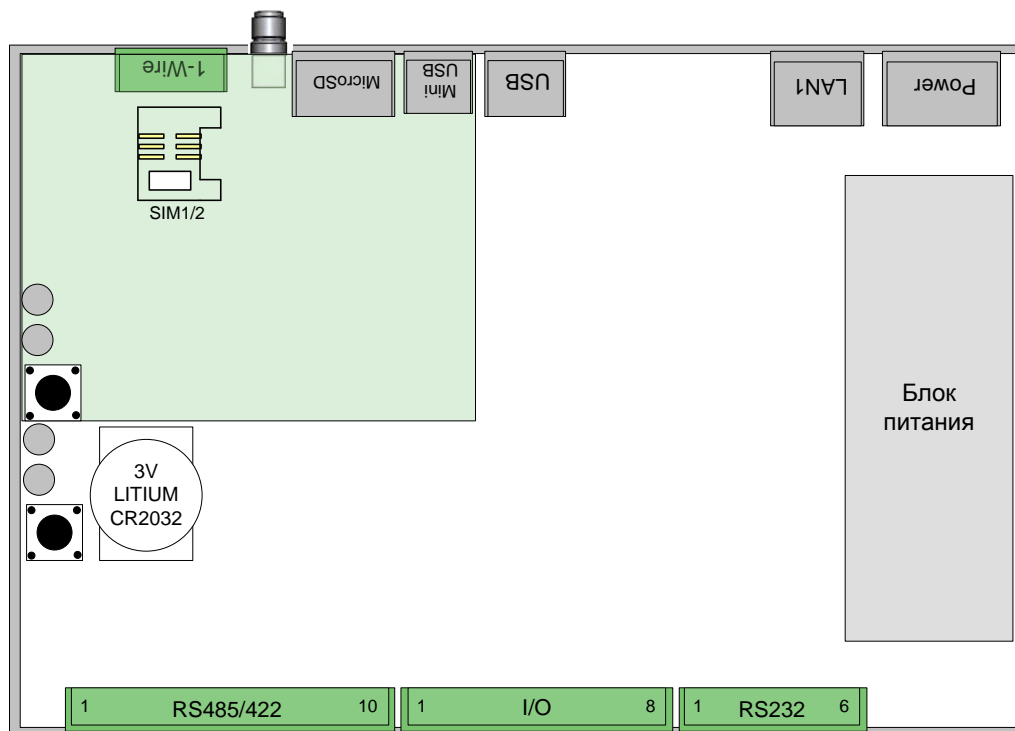 1-Wire
MicroSD
Mini
USB
USB
LAN1
Power
SIM1/2
Блок
питания
3V
LITIUM
CR2032
1 RS485/422 10
1 I/O 8
1 RS232 6